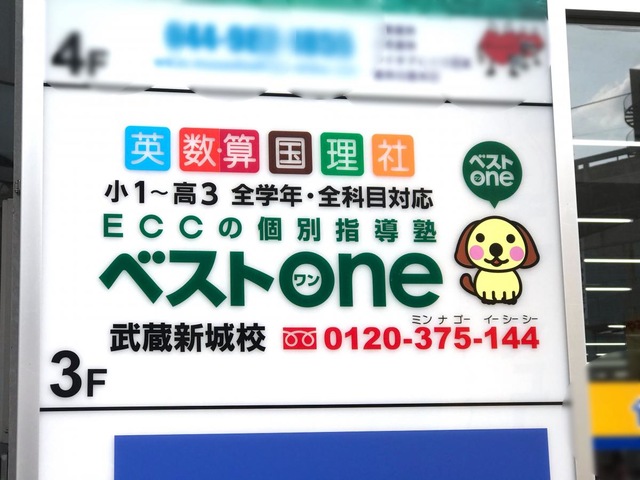 4F
英 数・算 国 理 社
小1～高3 全学年・全科目対応
ベスト
one
ECCの個別指導塾
ベストone
ワン
ミンナゴー イーシーシー
武蔵新城校 0120-375-144
3F